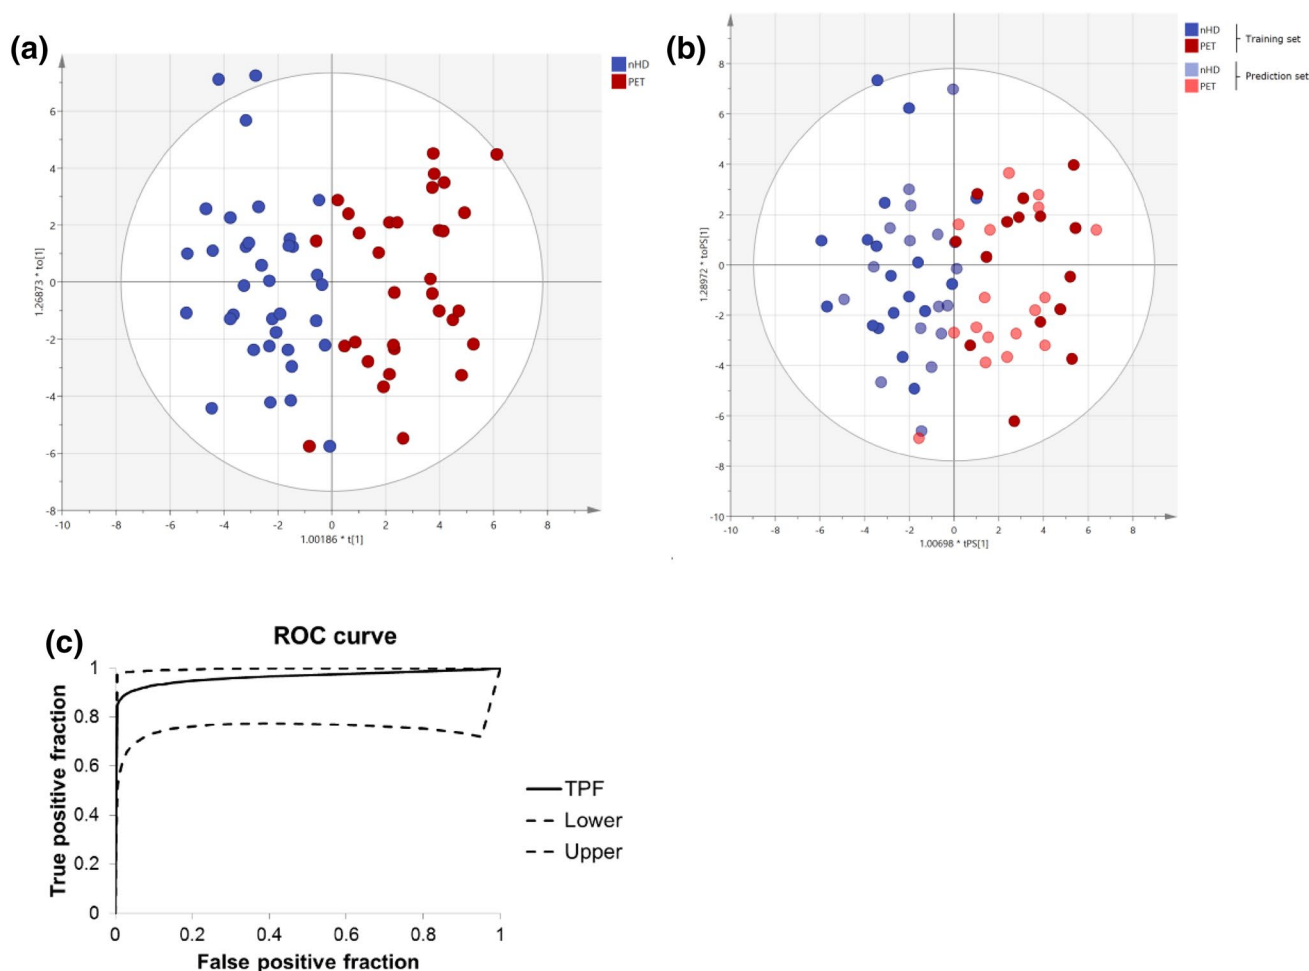 (a)
nHD
PET
6
4
2
0
-2
-4
-6
-8
-10
-8
-6
-4
-2
0
2
4
6
8
1.26873 * to[1]
1.00186 * t[1]
(b)
nHD
PET
Training set
nHD
PET
Prediction set
8
6
4
2
0
-2
-4
-6
-8
-10
-10
-8
-6
-4
-2
0
2
4
6
8
1.28972 * toPS[1]
1.00698 * tPS[1]
(c)
ROC curve
1
0.8
0.6
0.4
0.2
0
True positive fraction
TPF
Lower
Upper
0
0.2
0.4
0.6
0.8
1
False positive fraction